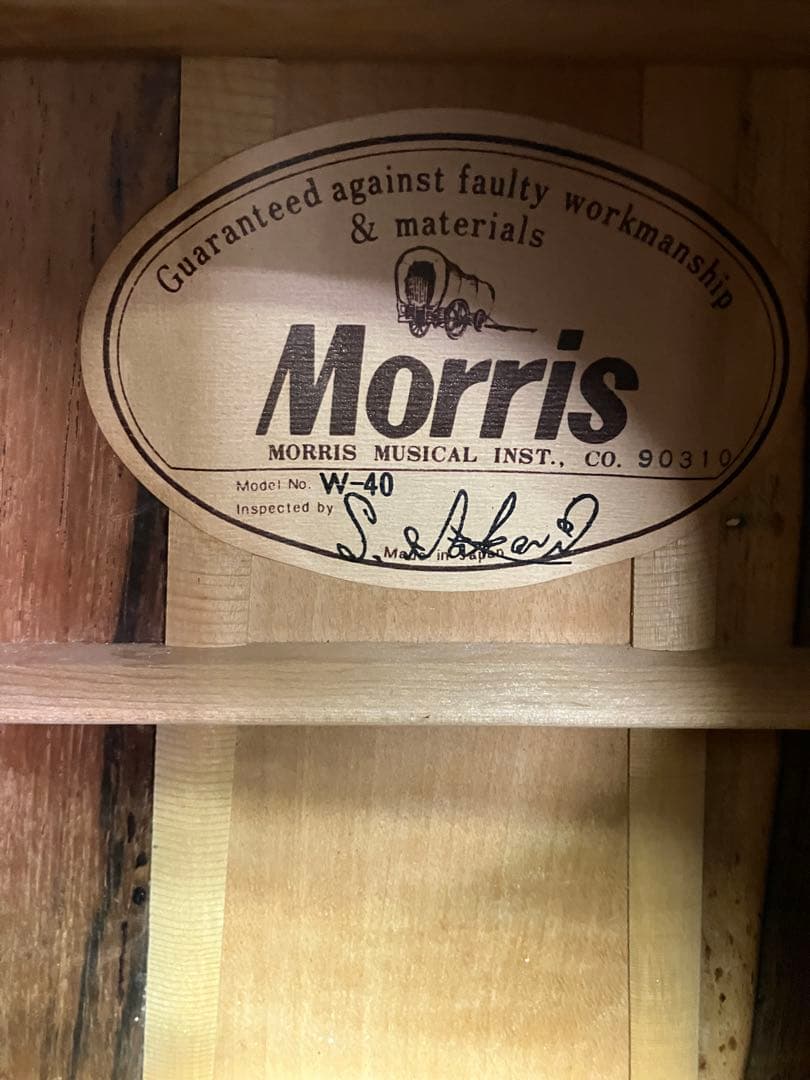 Guaranteed against faulty workmanship
& materials
Morris
MORRIS MUSICAL INST., CO. 90310
Model No. W-40
Inspected by
Made in Japan